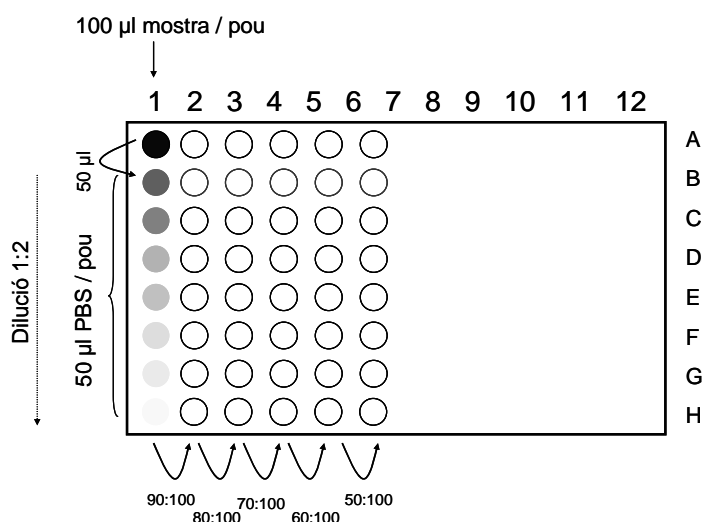 100 µl mostra / pou
1 2 3 4 5 6 7 8 9 10 11 12
A
B
C
D
E
F
G
H
50 µl
50 µl PBS / pou
Dilució 1:2
90:100
80:100
70:100
60:100
50:100